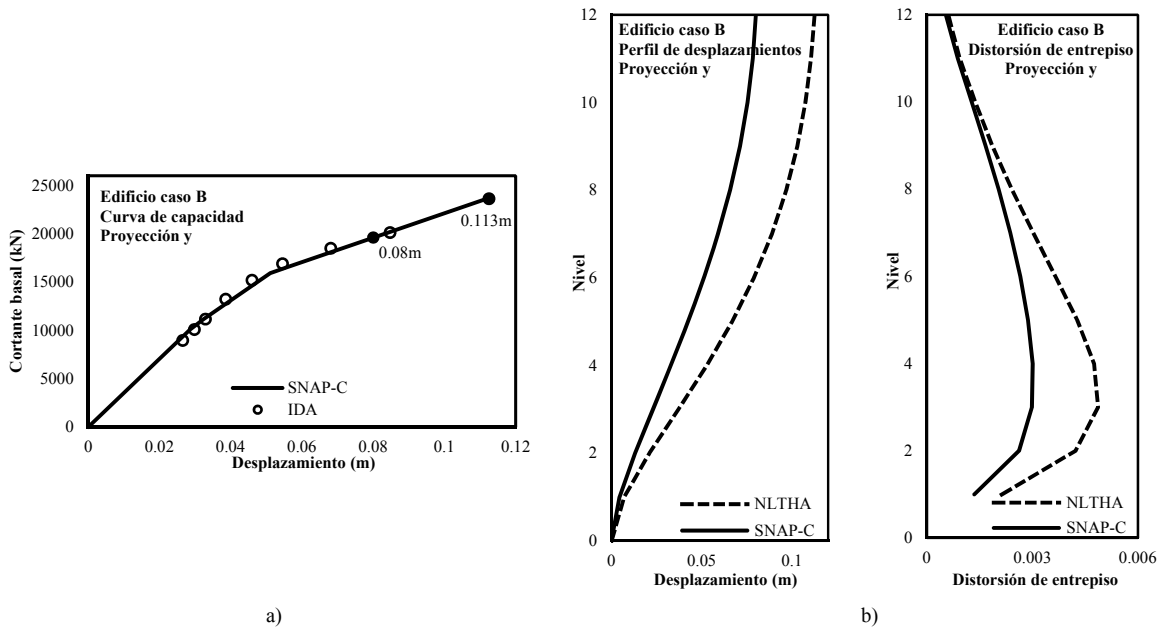 Edificio caso B
Curva de capacidad
Proyección y
25000
20000
15000
10000
5000
0
Cortante basal (kN)
0.113m
0.08m
SNAP-C
IDA
0 0.02 0.04 0.06 0.08 0.1 0.12
Desplazamiento (m)
a)
Edificio caso B
Perfil de desplazamientos
Proyección y
12
10
8
6
4
2
0
Nivel
NLTHA
SNAP-C
0 0.05 0.1
Desplazamiento (m)
Edificio caso B
Distorsión de entrepiso
Proyección y
12
10
8
6
4
2
0
Nivel
NLTHA
SNAP-C
0 0.003 0.006
Distorsión de entrepiso
b)